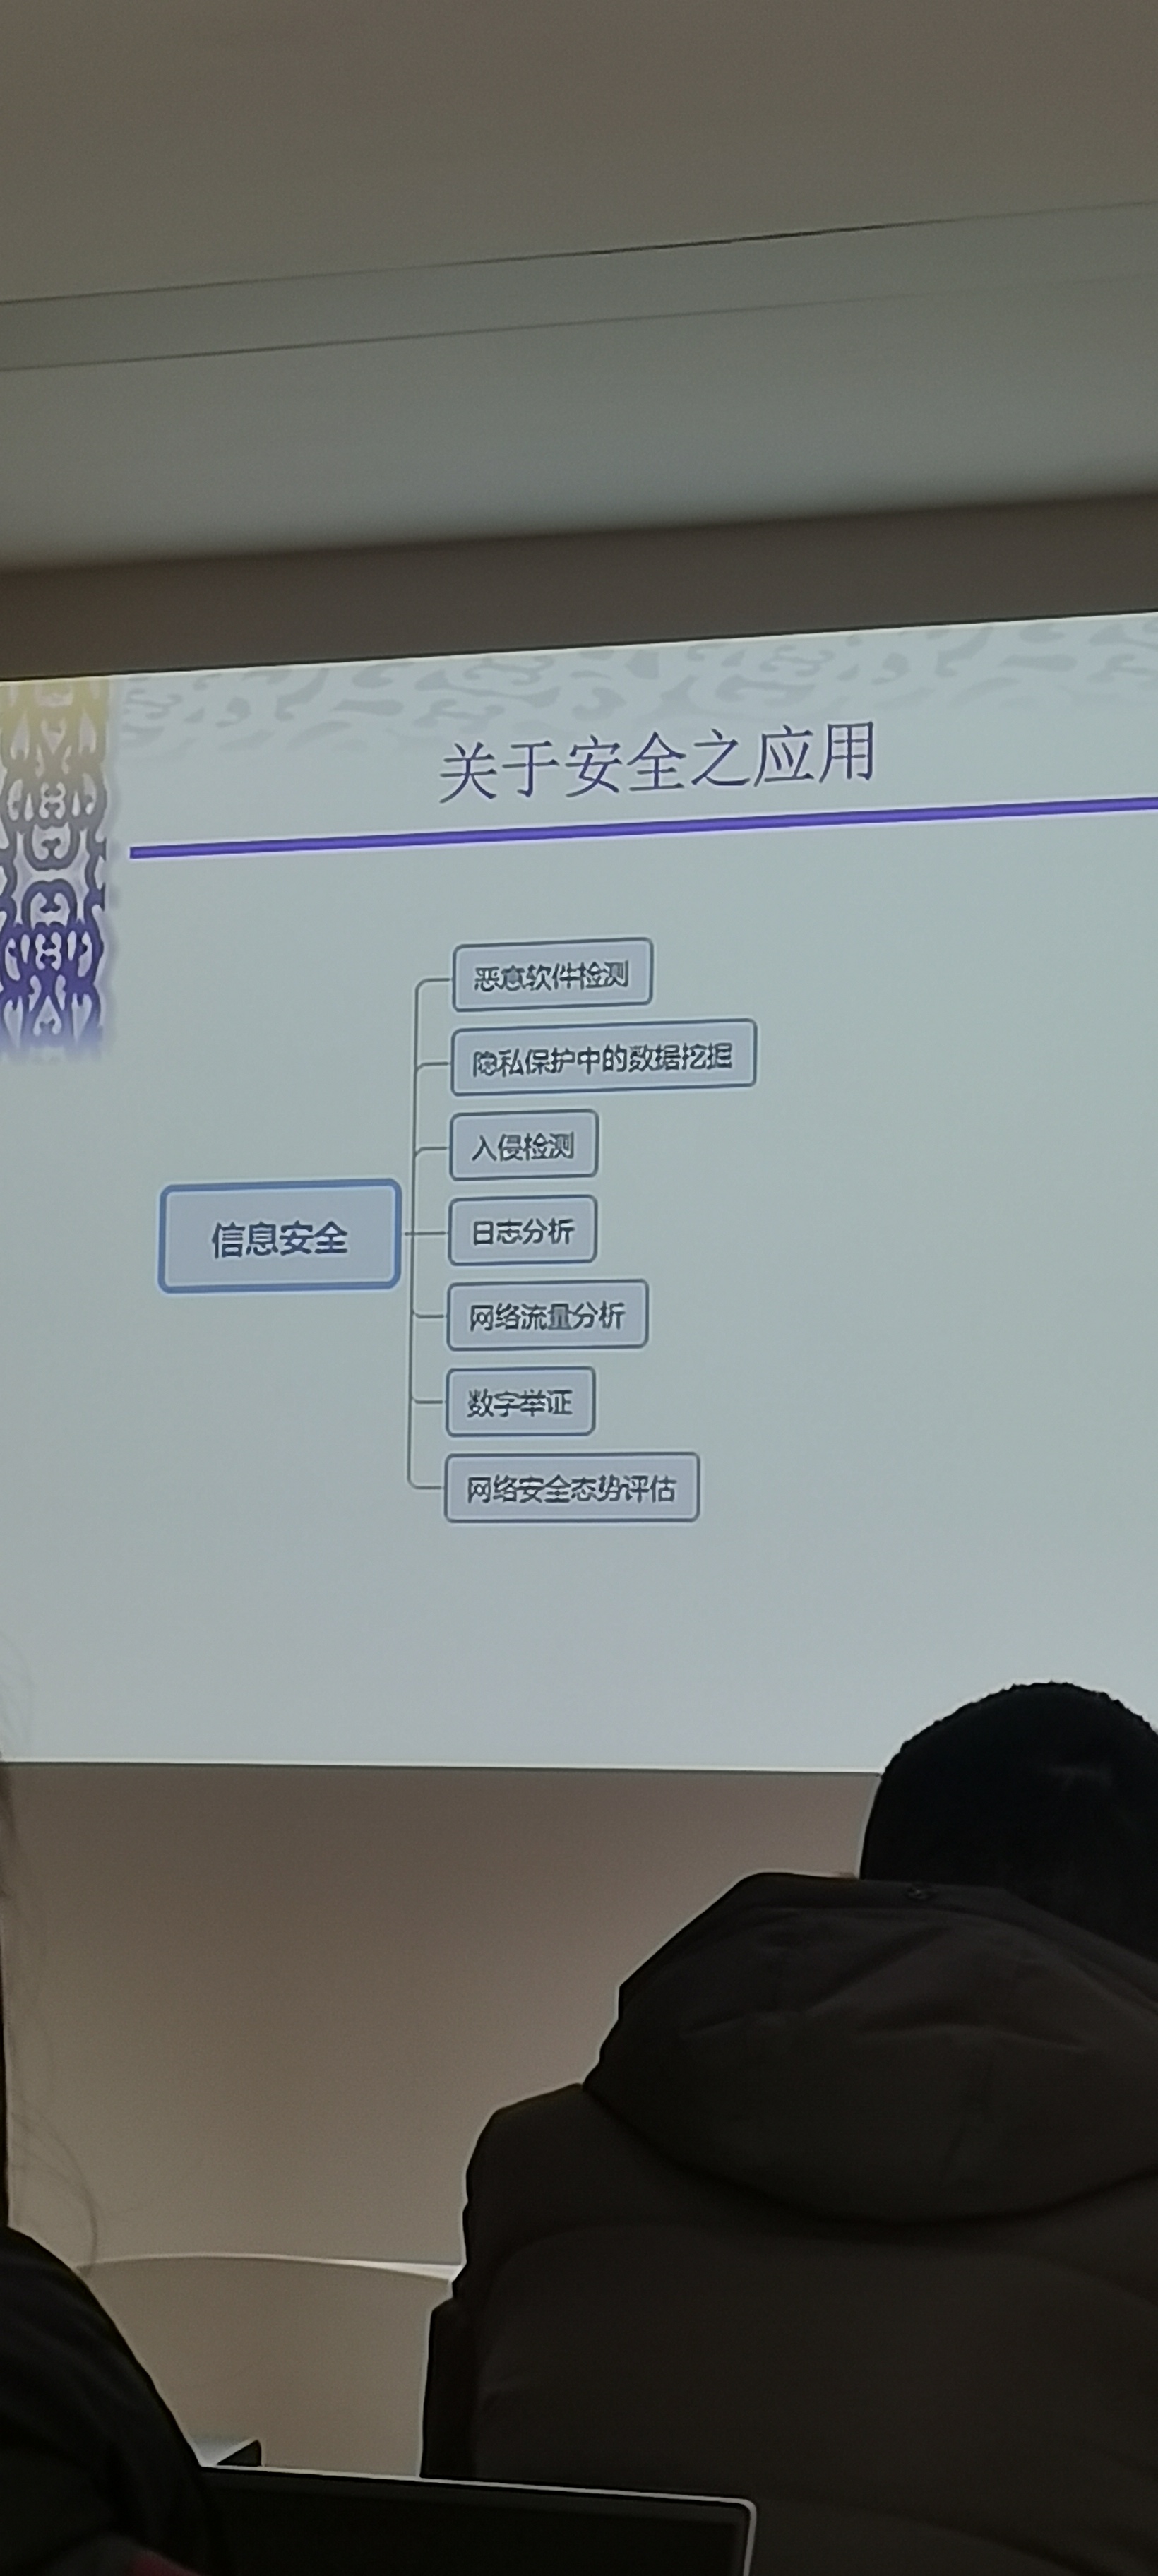 关于安全之应用
恶意软件检测
隐私保护中的数据挖掘
入侵检测
信息安全
日志分析
网络流量分析
数字举证
网络安全态势评估